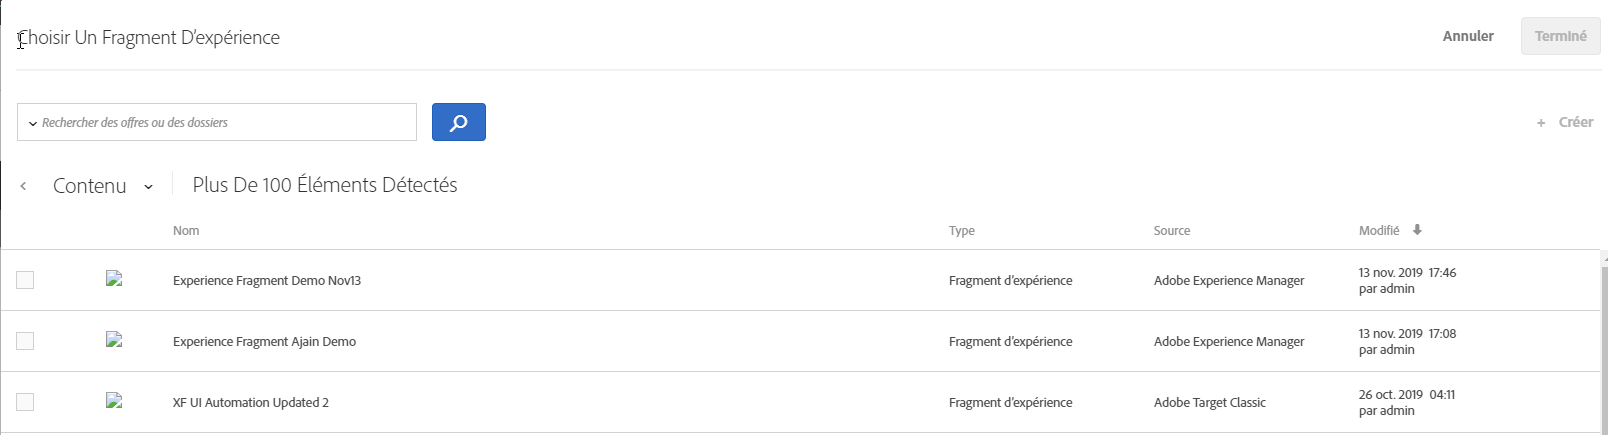 Choisir Un Fragment D'expérience
Annuler
Terminé
Rechercher des offres ou des dossiers
+ Créer
Contenu
Plus De 100 Éléments Détectés
Nom Type Source Modifié
Experience Fragment Demo Nov13 Fragment d'expérience Adobe Experience Manager 13 nov. 2019 17:46
par admin
Experience Fragment Ajain Demo Fragment d'expérience Adobe Experience Manager 13 nov. 2019 17:08
par admin
XF UI Automation Updated 2 Fragment d'expérience Adobe Target Classic 26 oct. 2019 04:11
par admin